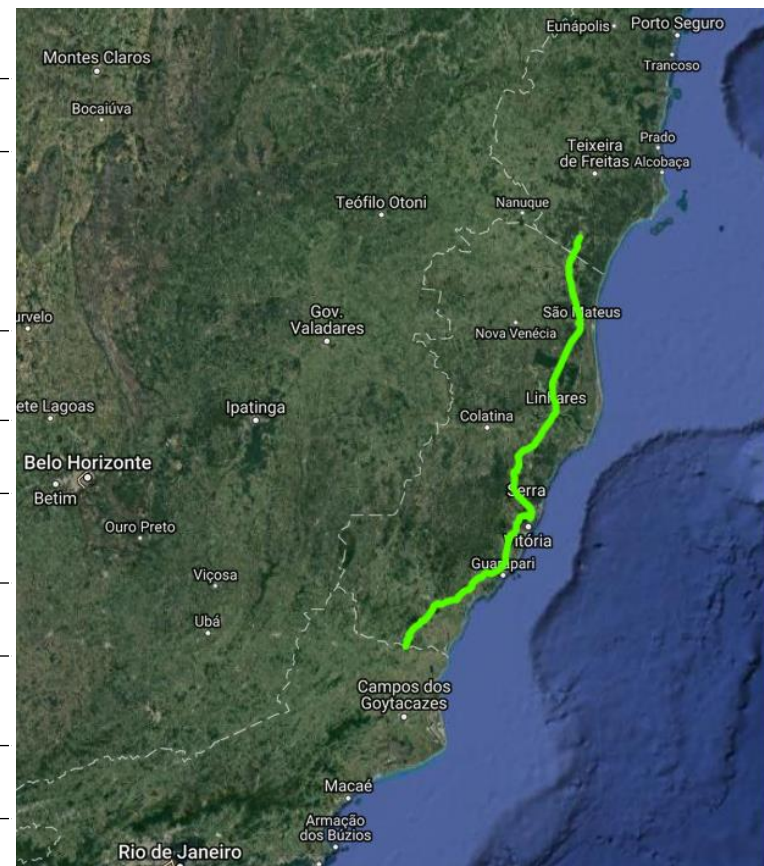 Eunápolis
Porto Seguro
Montes Claros
Trancoso
Bocaiúva
Teixeira
de Freitas
Prado
Alcobaça
Teófilo Otoni
Nanuque
Gov.
Valadares
São Mateus
urvelo
Nova Venécia
ete Lagoas
Ipatinga
Linhares
Colatina
Belo Horizonte
Betim
Serra
Ouro Preto
Vitória
Viçosa
Guarapari
Ubá
Campos dos
Goytacazes
Macaé
Armação
dos Búzios
Rio de Janeiro